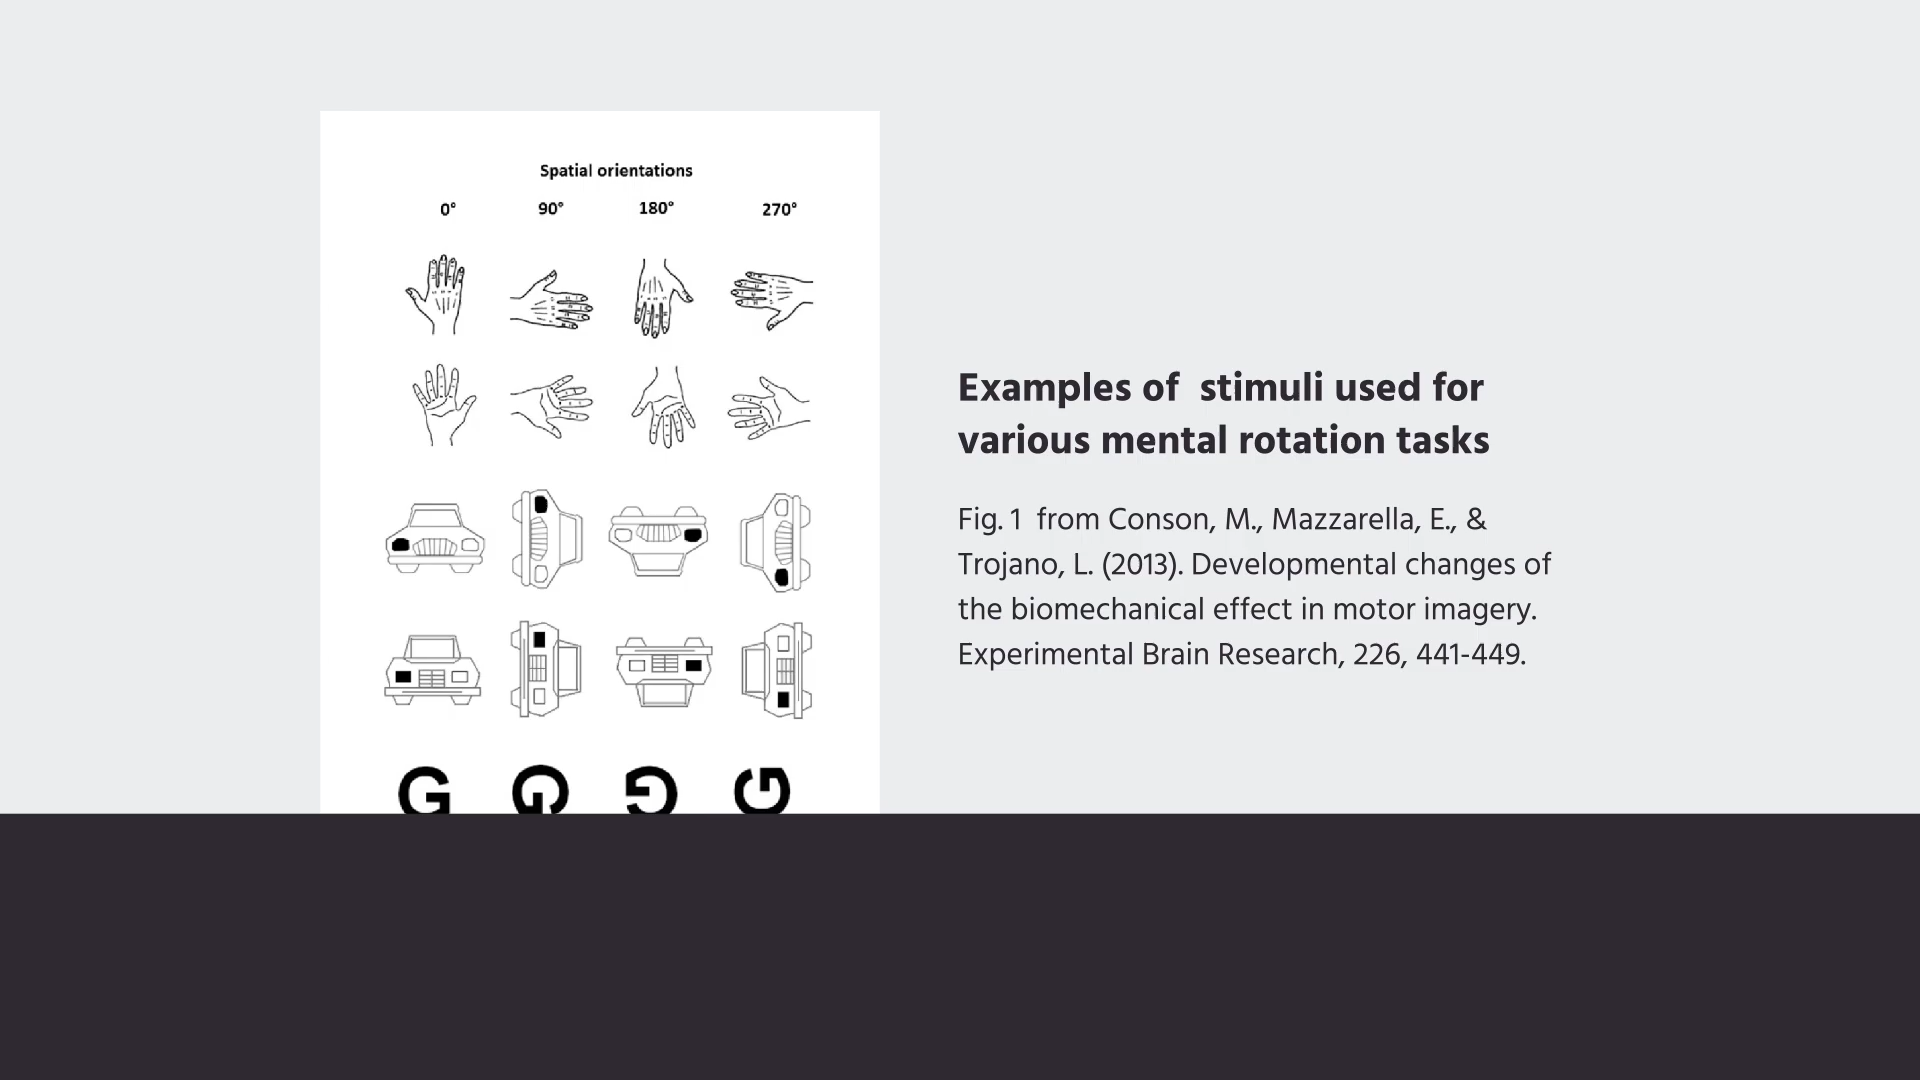 Spatial orientations
0° 90° 180° 270°
G G G G
Examples of stimuli used for
various mental rotation tasks
Fig. 1 from Conson, M., Mazzarella, E., &
Trojano, L. (2013). Developmental changes of
the biomechanical effect in motor imagery.
Experimental Brain Research, 226, 441-449.